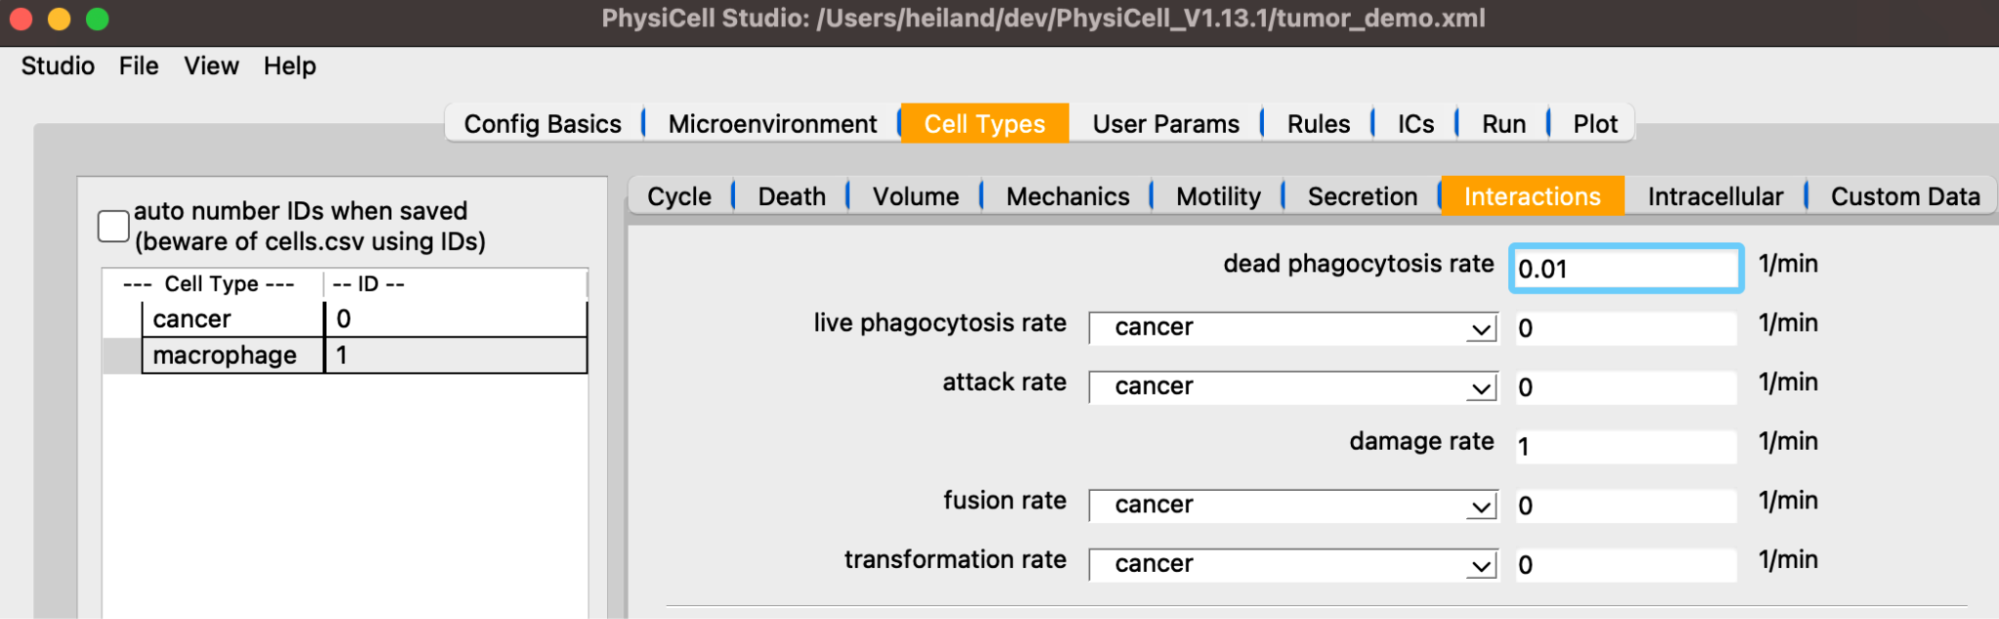 PhysiCell Studio: /Users/heiland/dev/PhysiCell_V1.13.1/tumor_demo.xml
Studio File View Help
Config Basics Microenvironment Cell Types User Params Rules ICs Run Plot
auto number IDs when saved
(beware of cells.csv using IDs)
--- Cell Type --- -- ID --
cancer 0
macrophage 1
Cycle Death Volume Mechanics Motility Secretion Interactions Intracellular Custom Data
dead phagocytosis rate 0.01 1/min
live phagocytosis rate cancer 0 1/min
attack rate cancer 0 1/min
damage rate 1 1/min
fusion rate cancer 0 1/min
transformation rate cancer 0 1/min